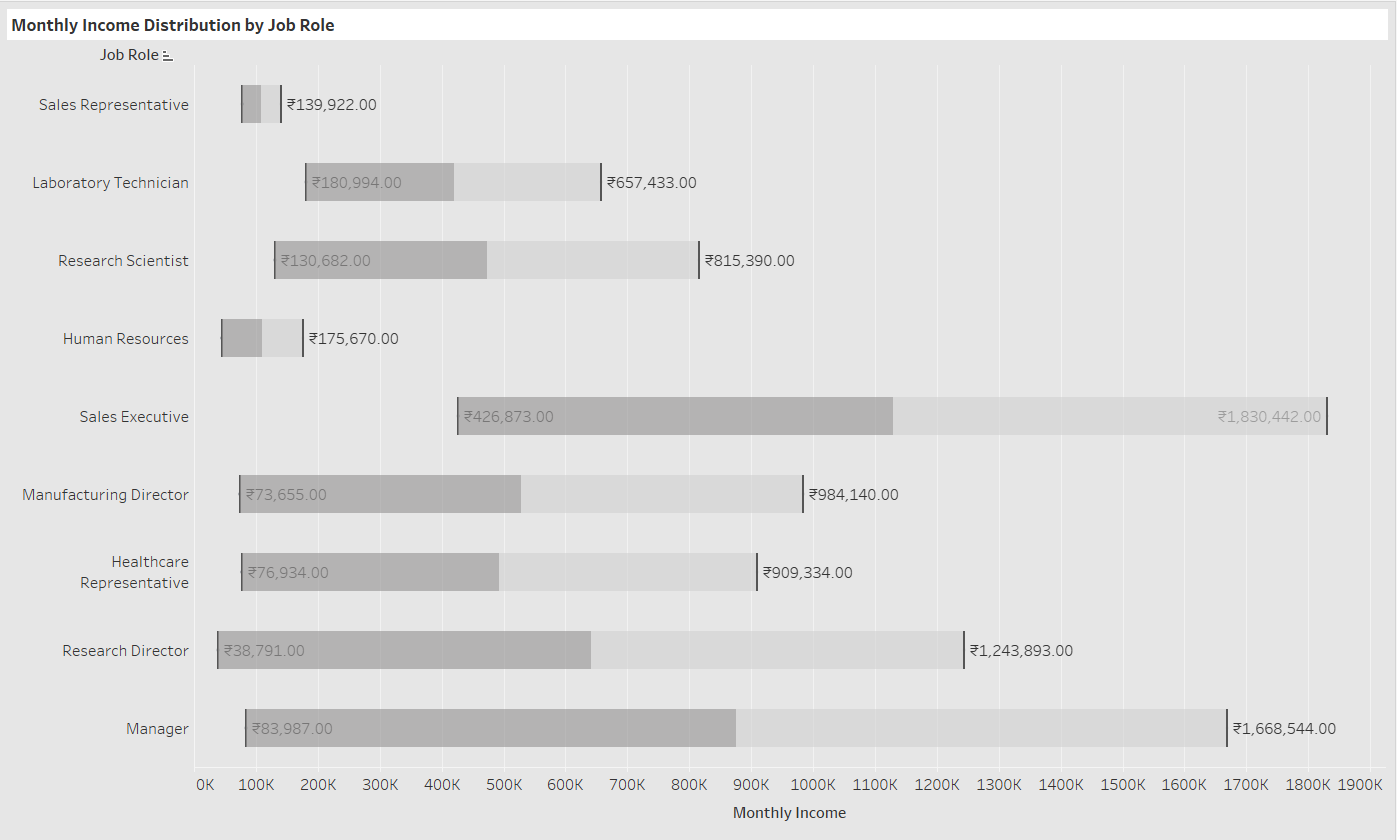 Monthly Income Distribution by Job Role
Job Role
Sales Representative ₹139,922.00
Laboratory Technician ₹180,994.00 ₹657,433.00
Research Scientist ₹130,682.00 ₹815,390.00
Human Resources ₹175,670.00
Sales Executive ₹426,873.00 ₹1,830,442.00
Manufacturing Director ₹73,655.00 ₹984,140.00
Healthcare
Representative ₹76,934.00 ₹909,334.00
Research Director ₹38,791.00 ₹1,243,893.00
Manager ₹83,987.00 ₹1,668,544.00
0K 100K 200K 300K 400K 500K 600K 700K 800K 900K 1000K 1100K 1200K 1300K 1400K 1500K 1600K 1700K 1800K 1900K
Monthly Income